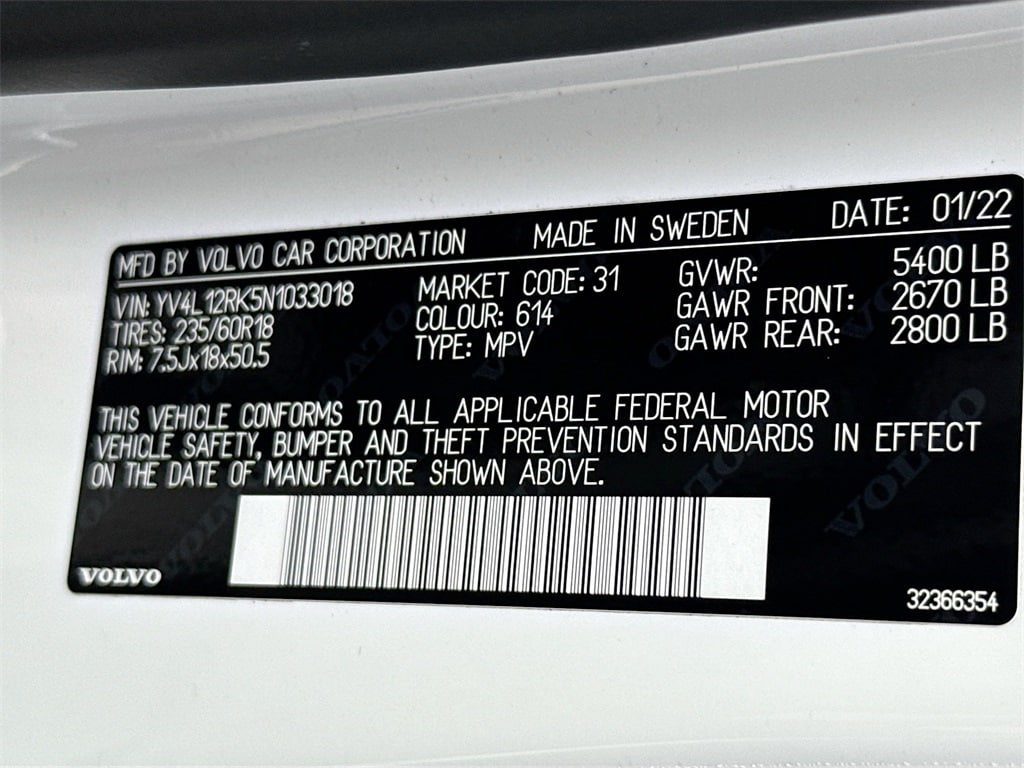 MFD BY VOLVO CAR CORPORATION MADE IN SWEDEN DATE: 01/22
VIN: YV4L12RK5N1033018 MARKET CODE: 31 GVWR: 5400 LB
TIRES: 235/60R18 COLOUR: 614 GAWR FRONT: 2670 LB
RIM: 7.5Jx18x50.5 TYPE: MPV GAWR REAR: 2800 LB
THIS VEHICLE CONFORMS TO ALL APPLICABLE FEDERAL MOTOR
VEHICLE SAFETY, BUMPER AND THEFT PREVENTION STANDARDS IN EFFECT
ON THE DATE OF MANUFACTURE SHOWN ABOVE.
VOLVO
32366354